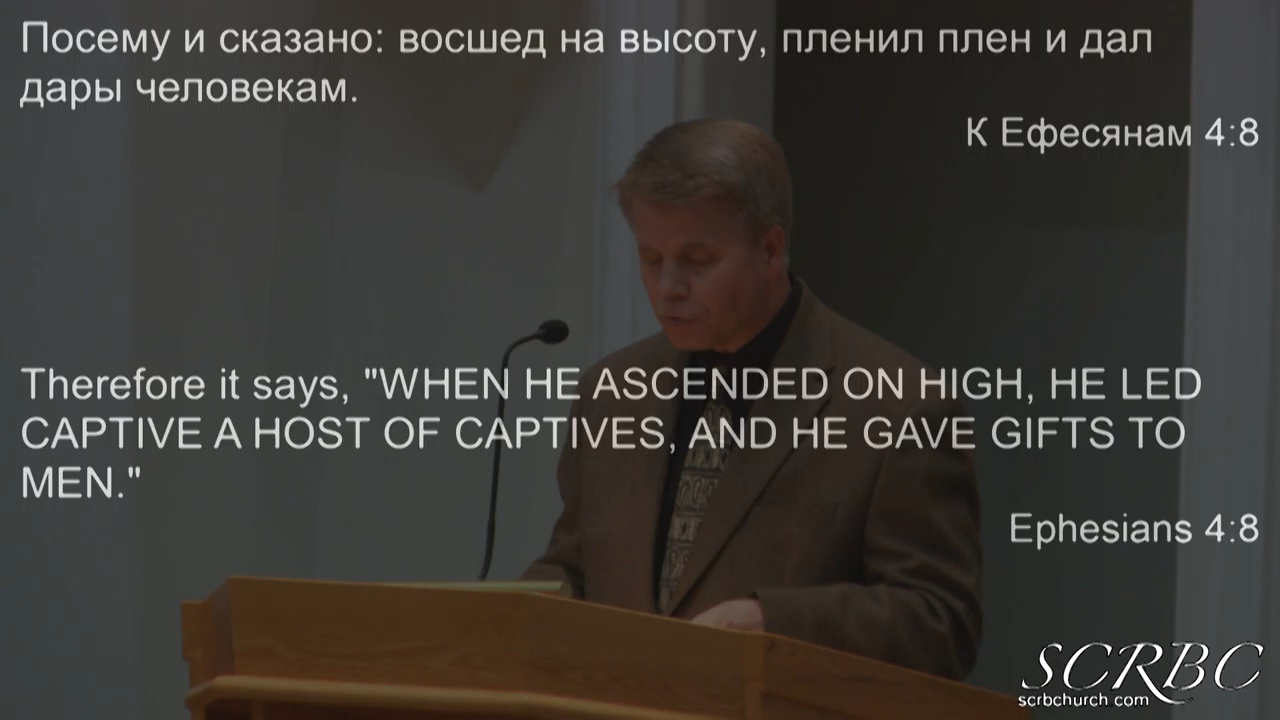 Посему и сказано: восшед на высоту, пленил плен и дал
дары человекам.
К Ефесянам 4:8
Therefore it says, "WHEN HE ASCENDED ON HIGH, HE LED
CAPTIVE A HOST OF CAPTIVES, AND HE GAVE GIFTS TO
MEN."
Ephesians 4:8
SCRBC
scrbchurch com